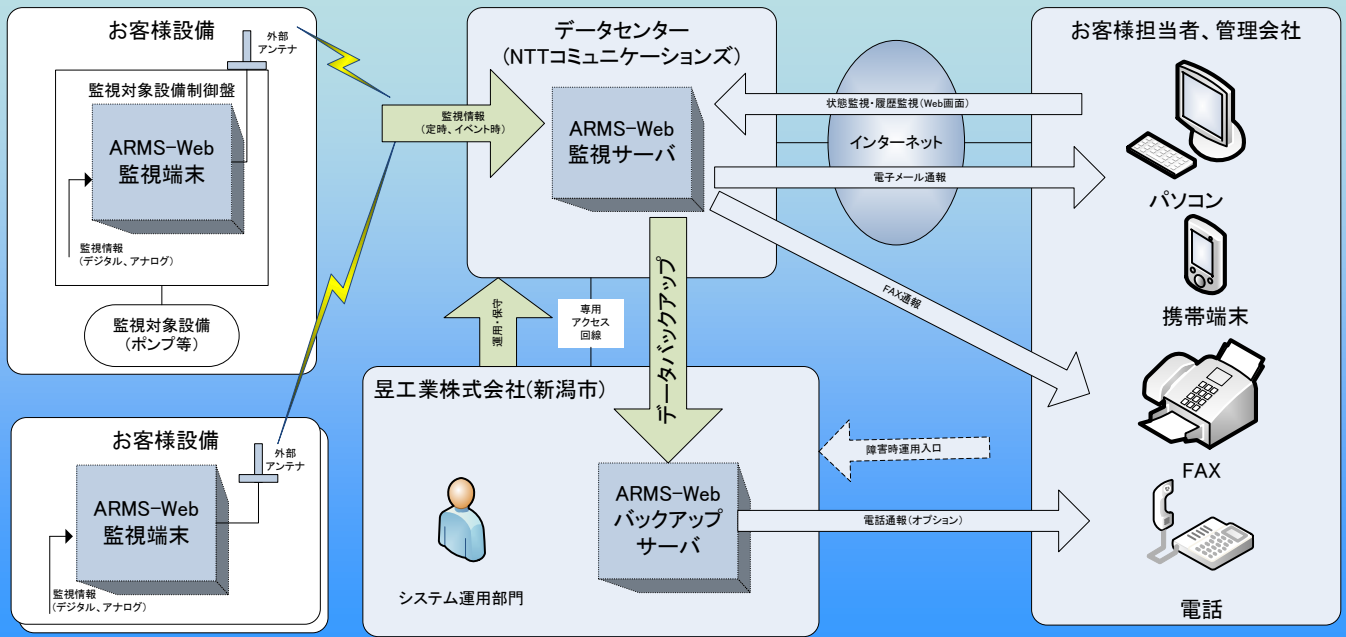 お客様設備
外部
アンテナ
監視対象設備制御盤
ARMS-Web
監視端末
監視情報
(デジタル、アナログ)
監視対象設備
(ポンプ等)
お客様設備
外部
アンテナ
ARMS-Web
監視端末
監視情報
(デジタル、アナログ)
監視情報
(定時、イベント時)
データセンター
(NTTコミュニケーションズ)
ARMS-Web
監視サーバ
運用・保守
専用
アクセス
回線
データバックアップ
昱工業株式会社(新潟市)
システム運用部門
ARMS-Web
バックアップ
サーバ
状態監視・履歴監視(Web画面)
インターネット
電子メール通報
FAX通報
障害時運用入口
電話通報(オプション)
お客様担当者、管理会社
パソコン
携帯端末
FAX
電話